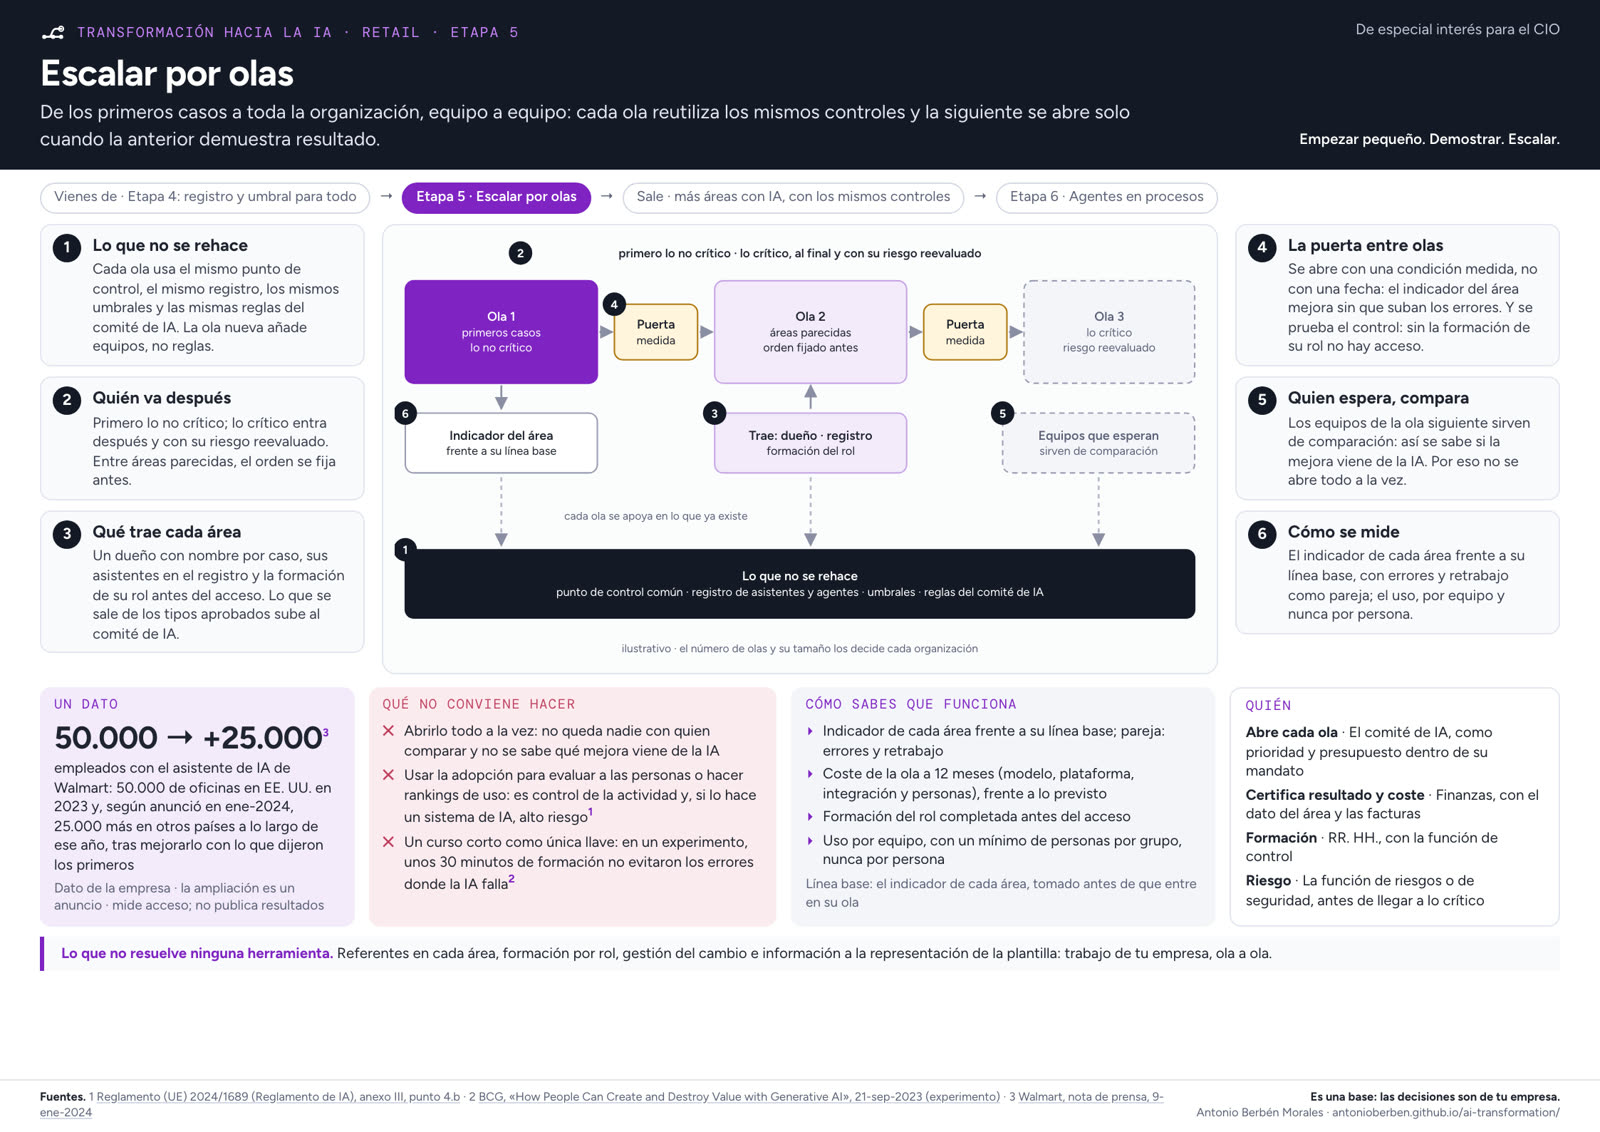 TRANSFORMACIÓN HACIA LA IA · RETAIL · ETAPA 5
De especial interés para el CIO
Escalar por olas
De los primeros casos a toda la organización, equipo a equipo: cada ola reutiliza los mismos controles y la siguiente se abre solo
cuando la anterior demuestra resultado.
Empezar pequeño. Demostrar. Escalar.
Vienes de · Etapa 4: registro y umbral para todo → Etapa 5 · Escalar por olas → Sale · más áreas con IA, con los mismos controles → Etapa 6 · Agentes en procesos
1 Lo que no se rehace
Cada ola usa el mismo punto de
control, el mismo registro, los mismos
umbrales y las mismas reglas del
comité de IA. La ola nueva añade
equipos, no reglas.
2 Quién va después
Primero lo no crítico; lo crítico entra
después y con su riesgo reevaluado.
Entre áreas parecidas, el orden se fija
antes.
3 Qué trae cada área
Un dueño con nombre por caso, sus
asistentes en el registro y la formación
de su rol antes del acceso. Lo que se
sale de los tipos aprobados sube al
comité de IA.
2 primero lo no crítico · lo crítico, al final y con su riesgo reevaluado
Ola 1
primeros casos
lo no crítico
4
Puerta
medida
Ola 2
áreas parecidas
orden fijado antes
Puerta
medida
Ola 3
lo crítico
riesgo reevaluado
6
Indicador del área
frente a su línea base
3
Trae: dueño · registro
formación del rol
5
Equipos que esperan
sirven de comparación
cada ola se apoya en lo que ya existe
1
Lo que no se rehace
punto de control común · registro de asistentes y agentes · umbrales · reglas del comité de IA
ilustrativo · el número de olas y su tamaño los decide cada organización
4 La puerta entre olas
Se abre con una condición medida, no
con una fecha: el indicador del área
mejora sin que suban los errores. Y se
prueba el control: sin la formación de
su rol no hay acceso.
5 Quien espera, compara
Los equipos de la ola siguiente sirven
de comparación: así se sabe si la
mejora viene de la IA. Por eso no se
abre todo a la vez.
6 Cómo se mide
El indicador de cada área frente a su
línea base, con errores y retrabajo
como pareja; el uso, por equipo y
nunca por persona.
UN DATO
50.000 → +25.000³
empleados con el asistente de IA de
Walmart: 50.000 de oficinas en EE. UU. en
2023 y, según anunció en ene-2024,
25.000 más en otros países a lo largo de
ese año, tras mejorarlo con lo que dijeron
los primeros
Dato de la empresa · la ampliación es un
anuncio · mide acceso; no publica resultados
QUÉ NO CONVIENE HACER
Abrirlo todo a la vez: no queda nadie con quien
comparar y no se sabe qué mejora viene de la IA
Usar la adopción para evaluar a las personas o hacer
rankings de uso: es control de la actividad y, si lo hace
un sistema de IA, alto riesgo¹
Un curso corto como única llave: en un experimento,
unos 30 minutos de formación no evitaron los errores
donde la IA falla²
CÓMO SABES QUE FUNCIONA
Indicador de cada área frente a su línea base; pareja:
errores y retrabajo
Coste de la ola a 12 meses (modelo, plataforma,
integración y personas), frente a lo previsto
Formación del rol completada antes del acceso
Uso por equipo, con un mínimo de personas por grupo,
nunca por persona
Línea base: el indicador de cada área, tomado antes de que entre
en su ola
QUIÉN
Abre cada ola · El comité de IA, como
prioridad y presupuesto dentro de su
mandato
Certifica resultado y coste · Finanzas, con el
dato del área y las facturas
Formación · RR. HH., con la función de
control
Riesgo · La función de riesgos o de
seguridad, antes de llegar a lo crítico
Lo que no resuelve ninguna herramienta. Referentes en cada área, formación por rol, gestión del cambio e información a la representación de la plantilla: trabajo de tu empresa, ola a ola.
Fuentes. 1 Reglamento (UE) 2024/1689 (Reglamento de IA), anexo III, punto 4.b · 2 BCG, «How People Can Create and Destroy Value with Generative AI», 21-sep-2023 (experimento) · 3 Walmart, nota de prensa, 9-
ene-2024
Es una base: las decisiones son de tu empresa.
Antonio Berbén Morales · antonioberben.github.io/ai-transformation/